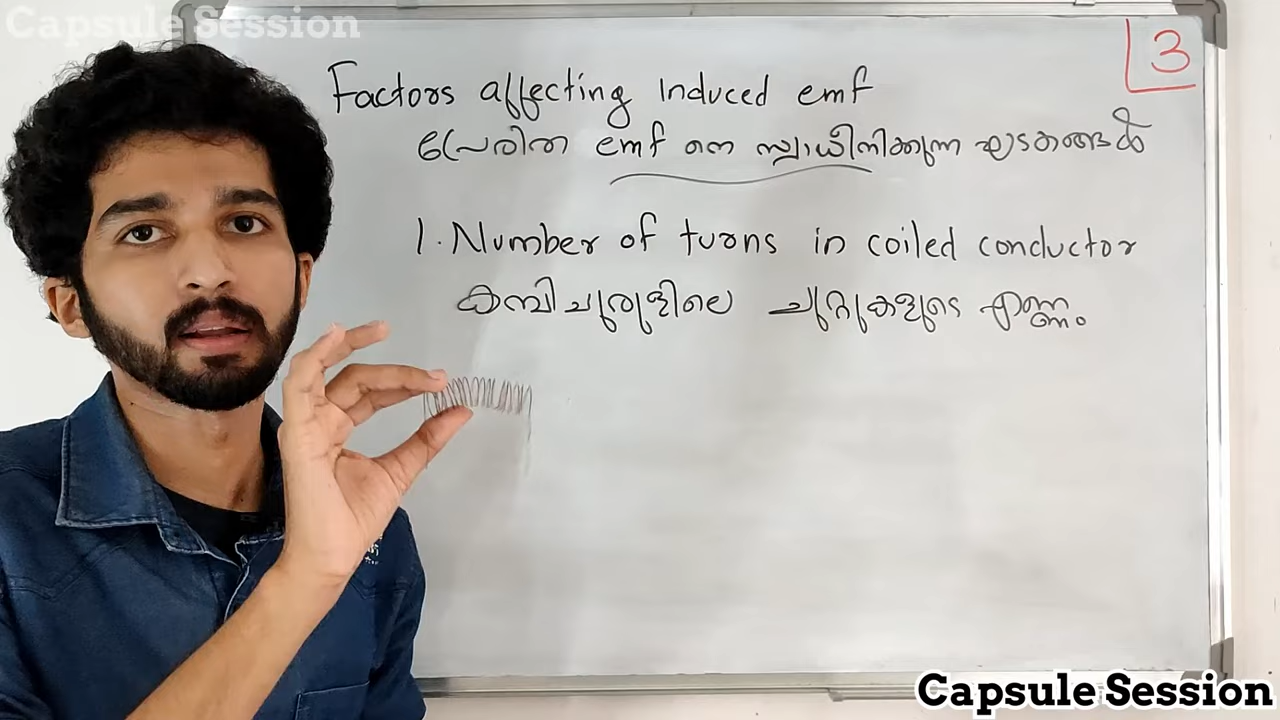 Capsule Session
3
Factors affecting Induced emf
പ്രേരിത emf നെ സ്വാധീനിക്കുന്ന ഘടകങ്ങൾ
1. Number of turns in coiled conductor
കമ്പിച്ചുരുളിലെ ചുറ്റുകളുടെ എണ്ണം
Capsule Session